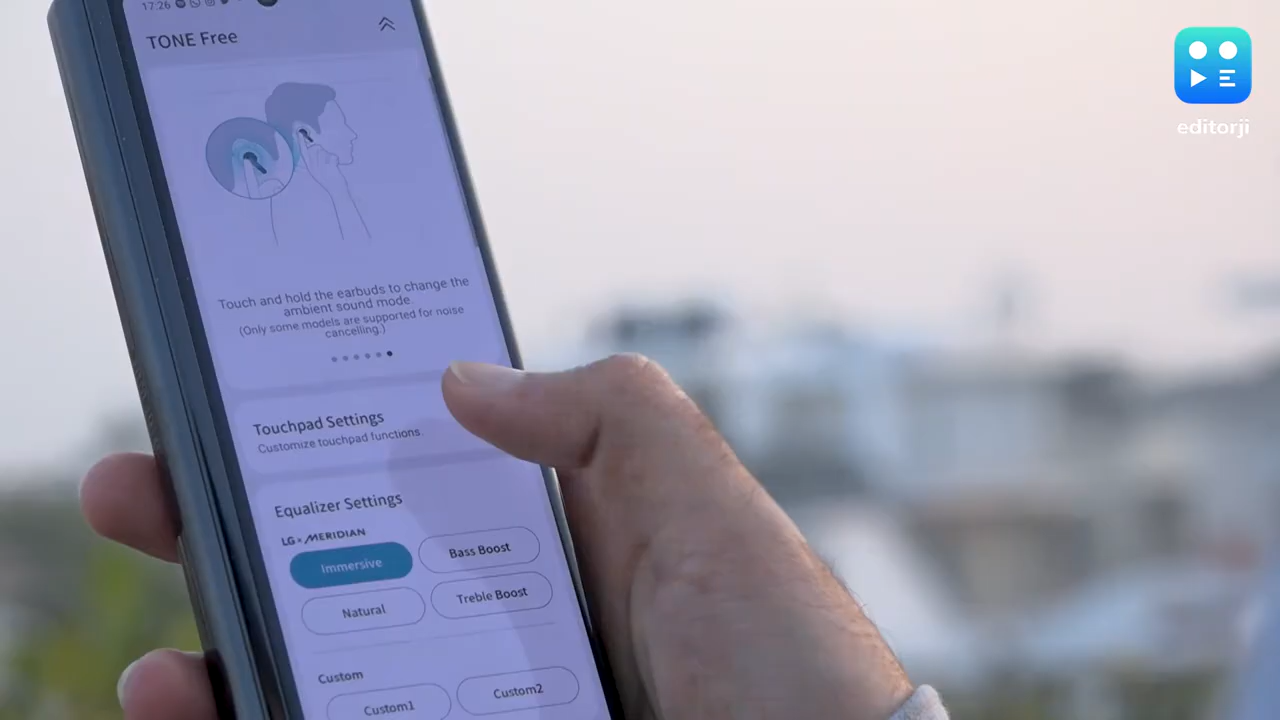 17:26
TONE Free
editorji
Touch and hold the earbuds to change the
ambient sound mode.
(Only some models are supported for noise
cancelling.)
Touchpad Settings
Customize touchpad functions.
Equalizer Settings
LG × MERIDIAN
Immersive
Bass Boost
Natural
Treble Boost
Custom
Custom1
Custom2